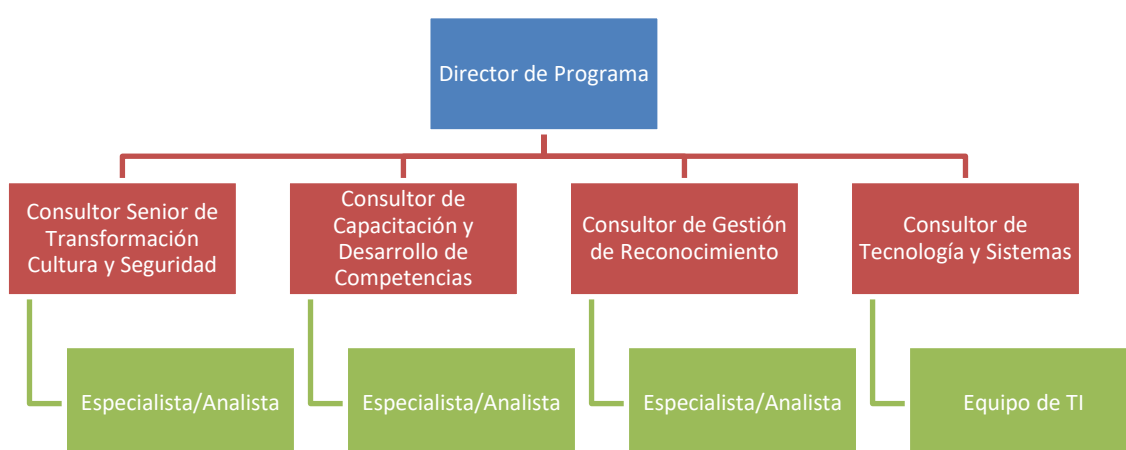 Director de Programa
Consultor Senior de
Transformación
Cultura y Seguridad
Consultor de
Capacitación y
Desarrollo de
Competencias
Consultor de Gestión
de Reconocimiento
Consultor de
Tecnología y Sistemas
Especialista/Analista
Especialista/Analista
Especialista/Analista
Equipo de TI